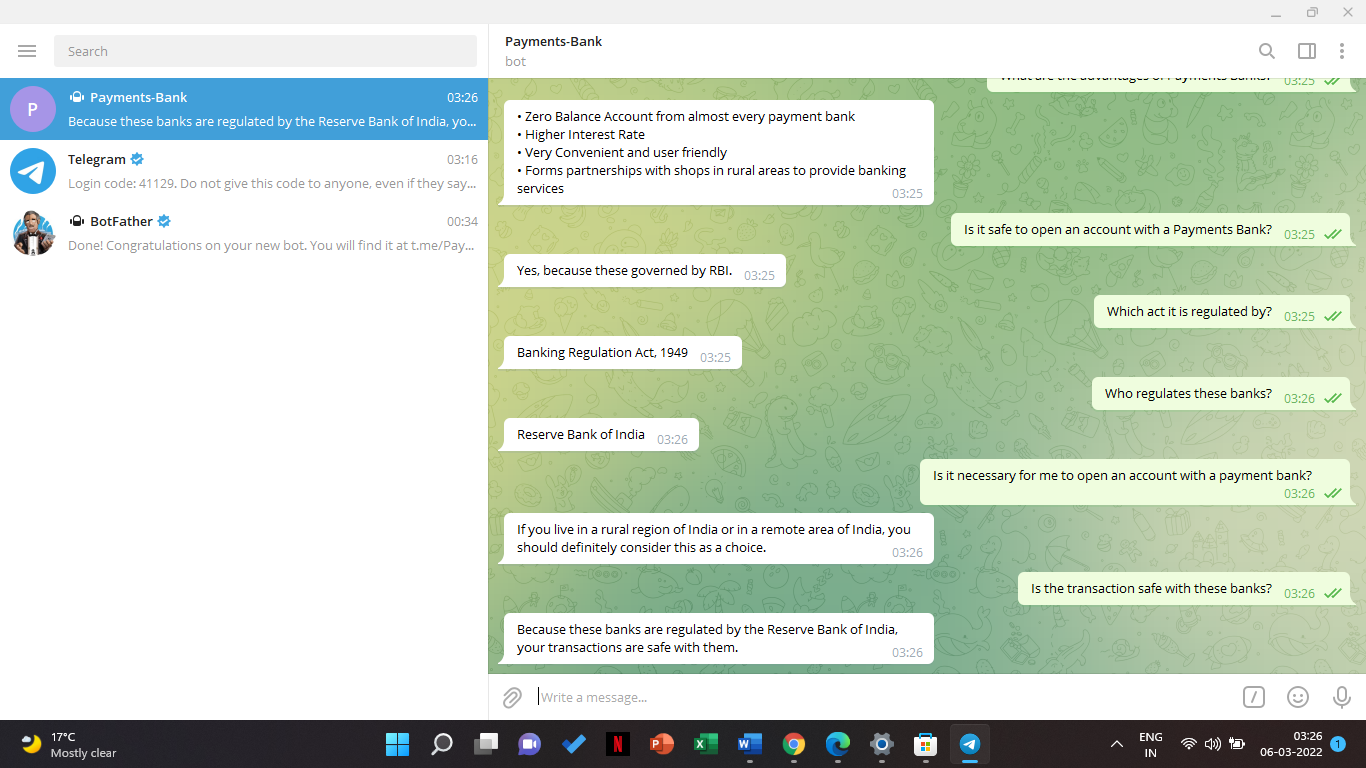 Search
Payments-Bank
03:26
Because these banks are regulated by the Reserve Bank of India, yo...
Telegram
03:16
Login code: 41129. Do not give this code to anyone, even if they say...
BotFather
00:34
Done! Congratulations on your new bot. You will find it at t.me/Pay...
Payments-Bank
bot
What are the advantages of Payments Banks?
03:25
• Zero Balance Account from almost every payment bank
• Higher Interest Rate
• Very Convenient and user friendly
• Forms partnerships with shops in rural areas to provide banking
services
03:25
Is it safe to open an account with a Payments Bank? 03:25
Yes, because these governed by RBI. 03:25
Which act it is regulated by? 03:25
Banking Regulation Act, 1949 03:25
Who regulates these banks? 03:26
Reserve Bank of India 03:26
Is it necessary for me to open an account with a payment bank?
03:26
If you live in a rural region of India or in a remote area of India, you
should definitely consider this as a choice.
03:26
Is the transaction safe with these banks? 03:26
Because these banks are regulated by the Reserve Bank of India,
your transactions are safe with them.
03:26
Write a message...
P
17°C
Mostly clear
N
P
X
W
ENG
IN
03:26
06-03-2022
1